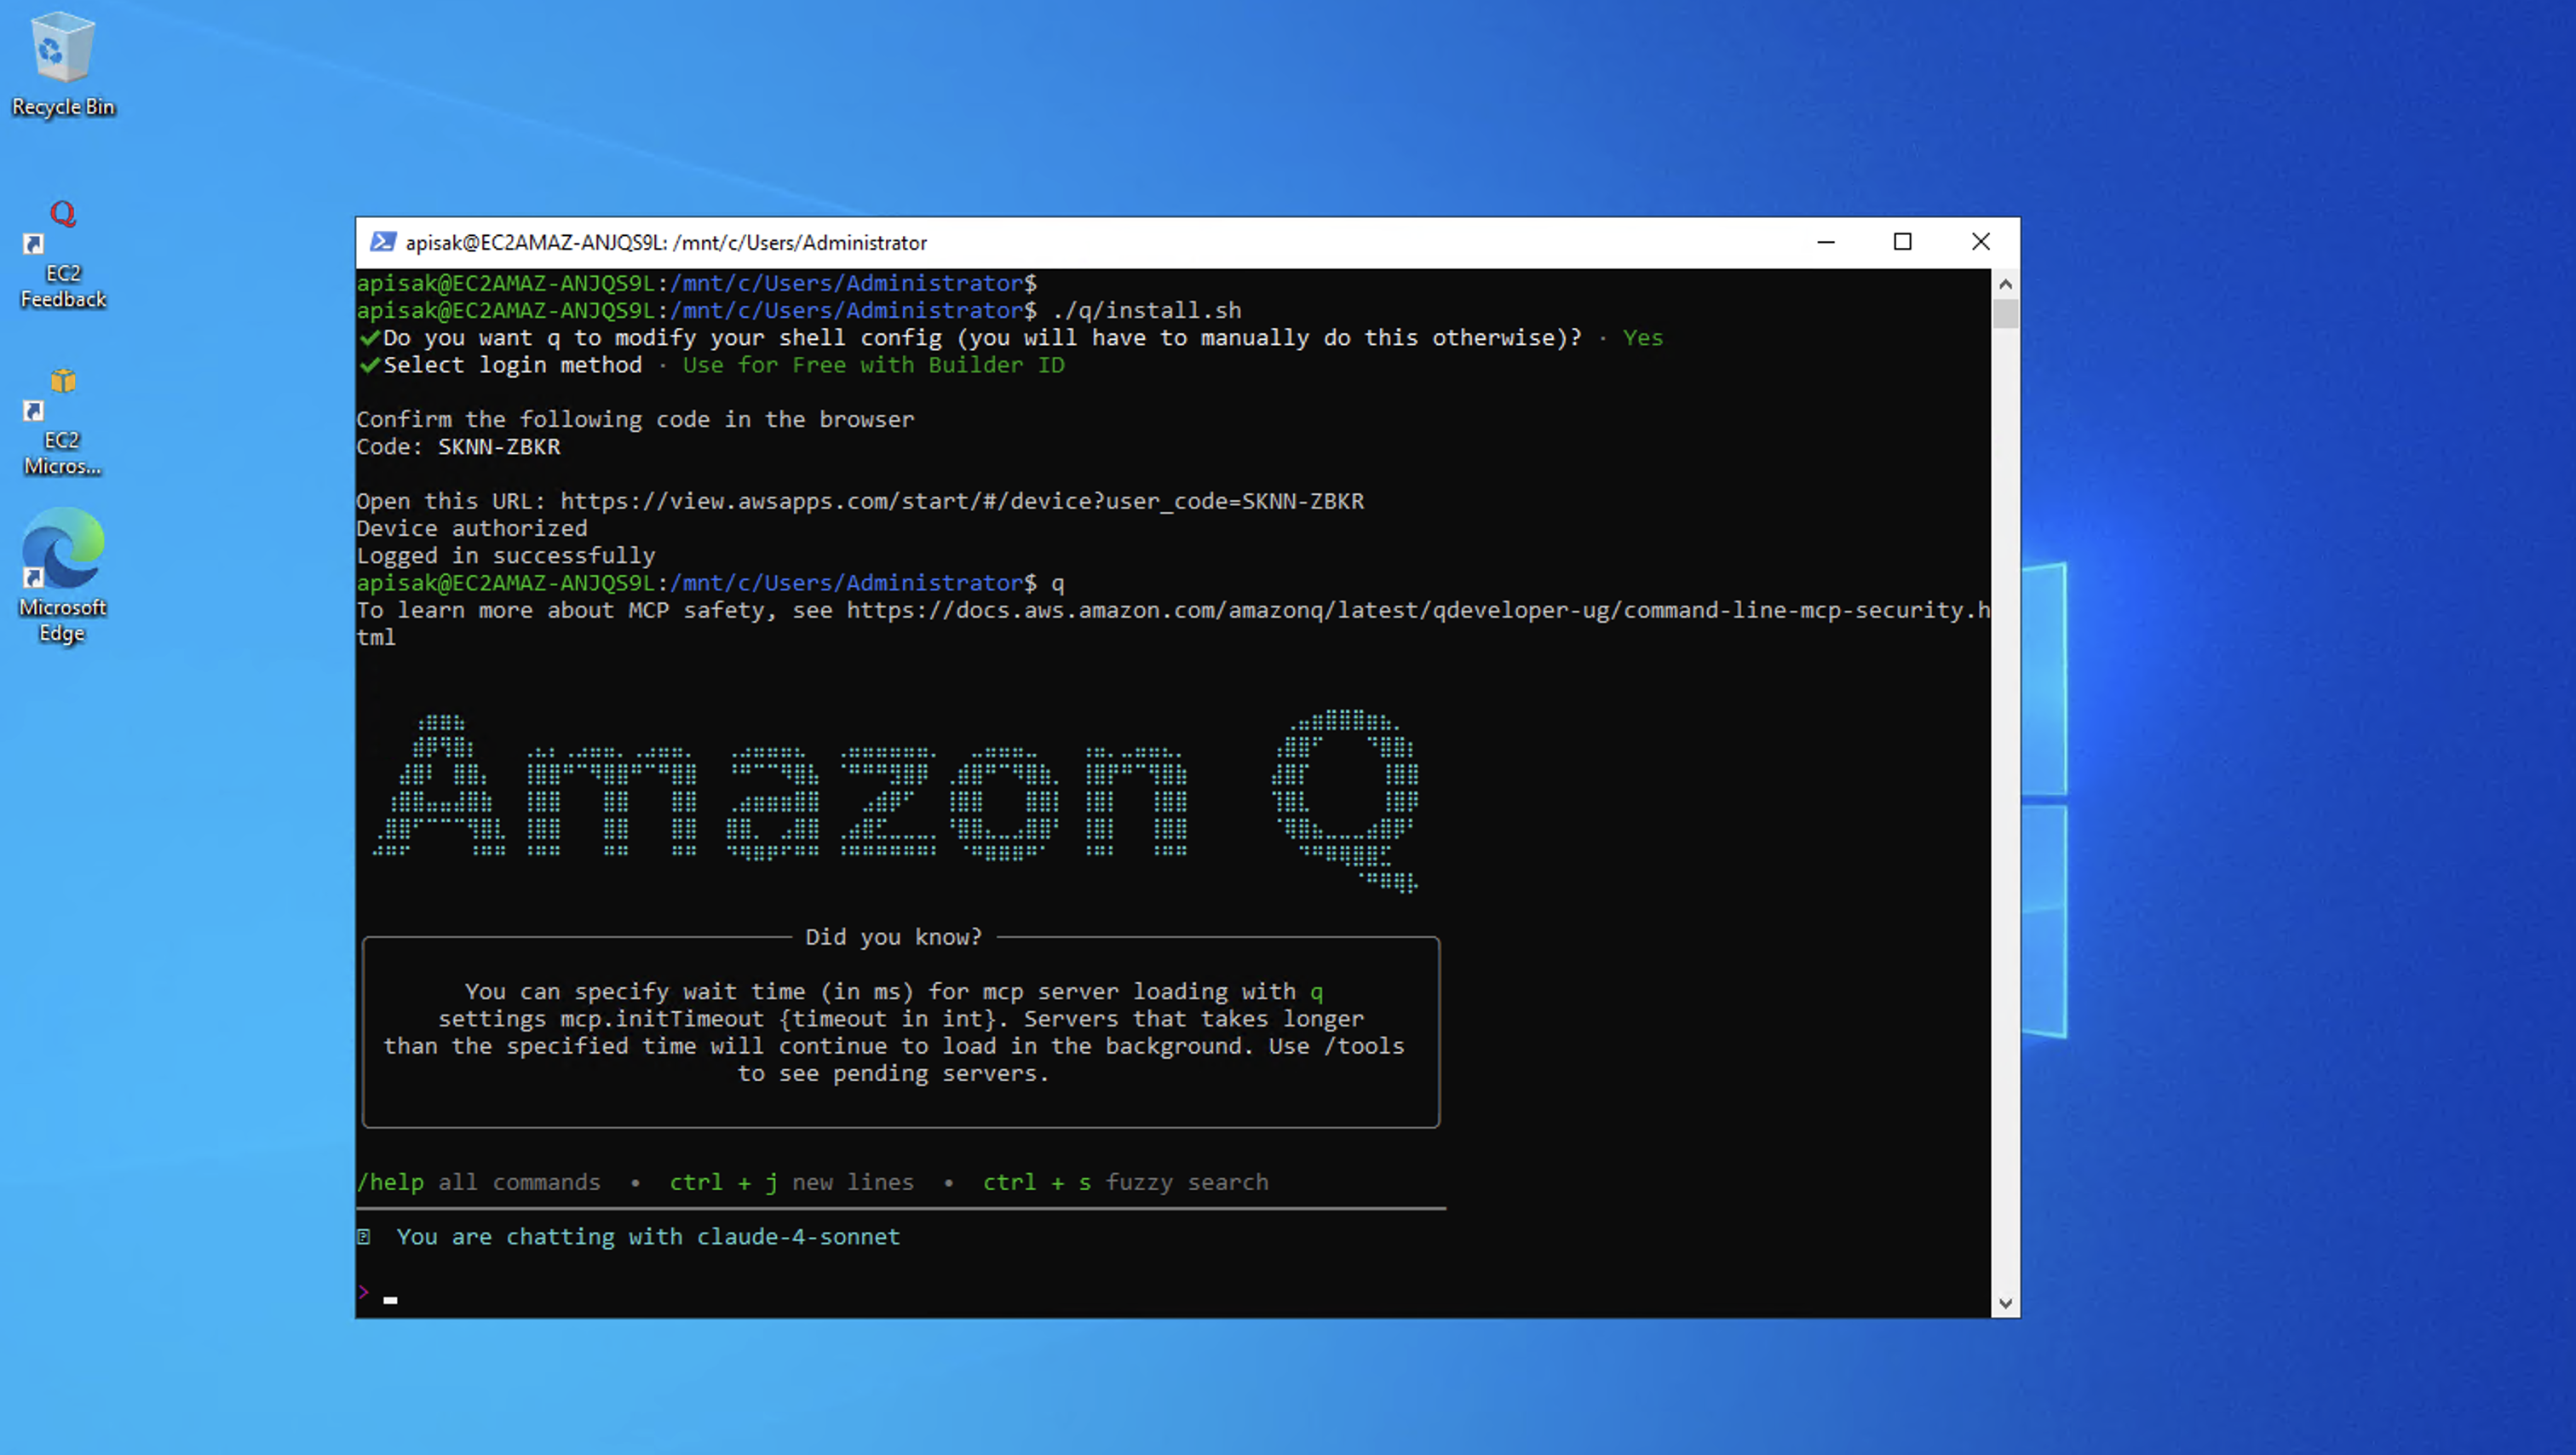 Recycle Bin
EC2
Feedback
EC2
Micros...
Microsoft
Edge
apisak@EC2AMAZ-ANJQS9L: /mnt/c/Users/Administrator
apisak@EC2AMAZ-ANJQS9L:/mnt/c/Users/Administrator$
apisak@EC2AMAZ-ANJQS9L:/mnt/c/Users/Administrator$ ./q/install.sh
✔Do you want q to modify your shell config (you will have to manually do this otherwise)? · Yes
✔Select login method · Use for Free with Builder ID
Confirm the following code in the browser
Code: SKNN-ZBKR
Open this URL: https://view.awsapps.com/start/#/device?user_code=SKNN-ZBKR
Device authorized
Logged in successfully
apisak@EC2AMAZ-ANJQS9L:/mnt/c/Users/Administrator$ q
To learn more about MCP safety, see https://docs.aws.amazon.com/amazonq/latest/qdeveloper-ug/command-line-mcp-security.h
tml
Amazon Q
Did you know?
You can specify wait time (in ms) for mcp server loading with q
settings mcp.initTimeout {timeout in int}. Servers that takes longer
than the specified time will continue to load in the background. Use /tools
to see pending servers.
/help all commands • ctrl + j new lines • ctrl + s fuzzy search
You are chatting with claude-4-sonnet
>